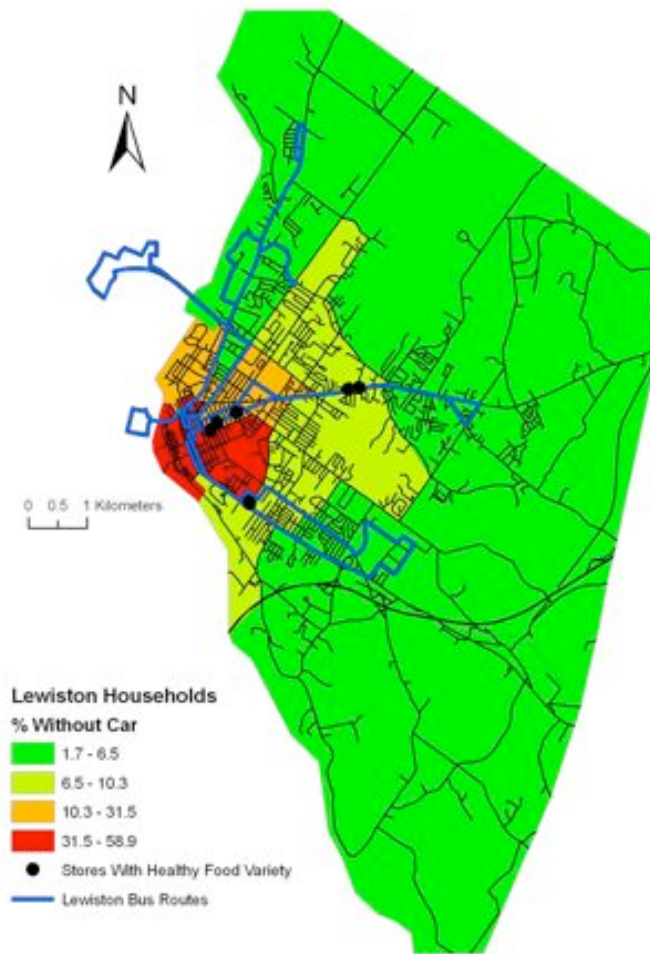 N
0 0.5 1 Kilometers
Lewiston Households
% Without Car
1.7 - 6.5
6.5 - 10.3
10.3 - 31.5
31.5 - 58.9
Stores With Healthy Food Variety
Lewiston Bus Routes